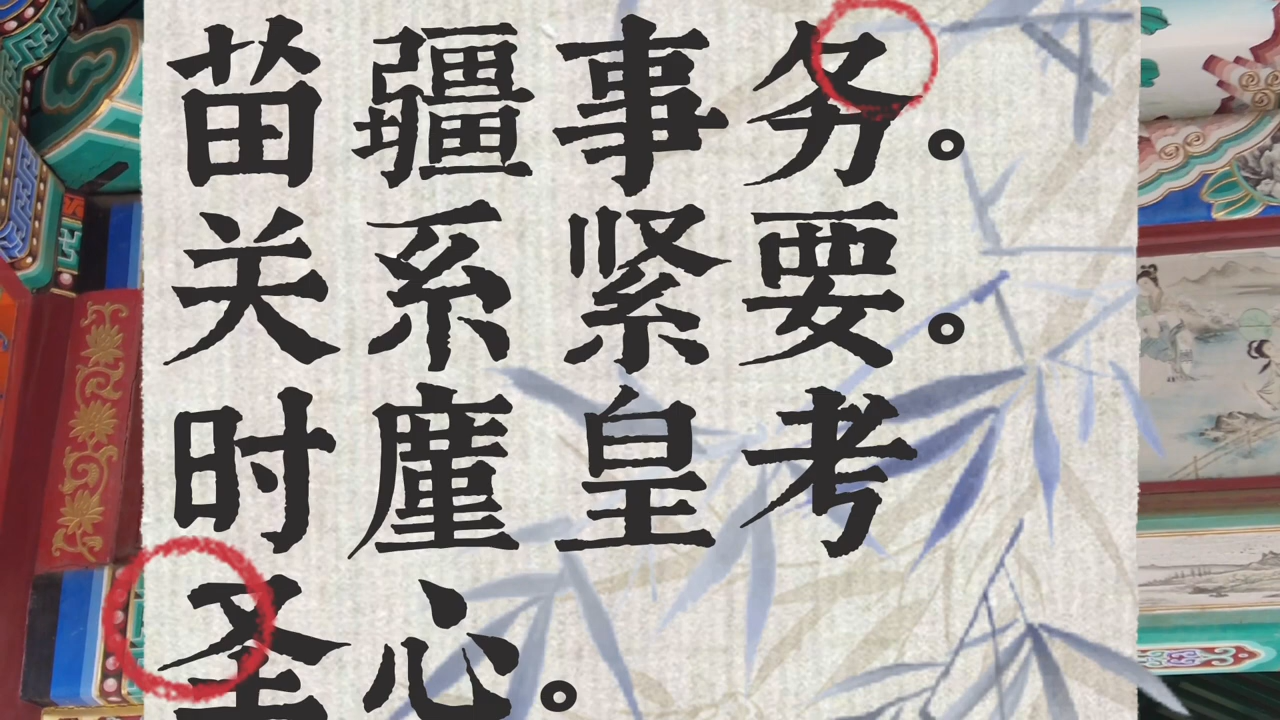 苗疆事务。
关系紧要。
时廑皇考
圣心。